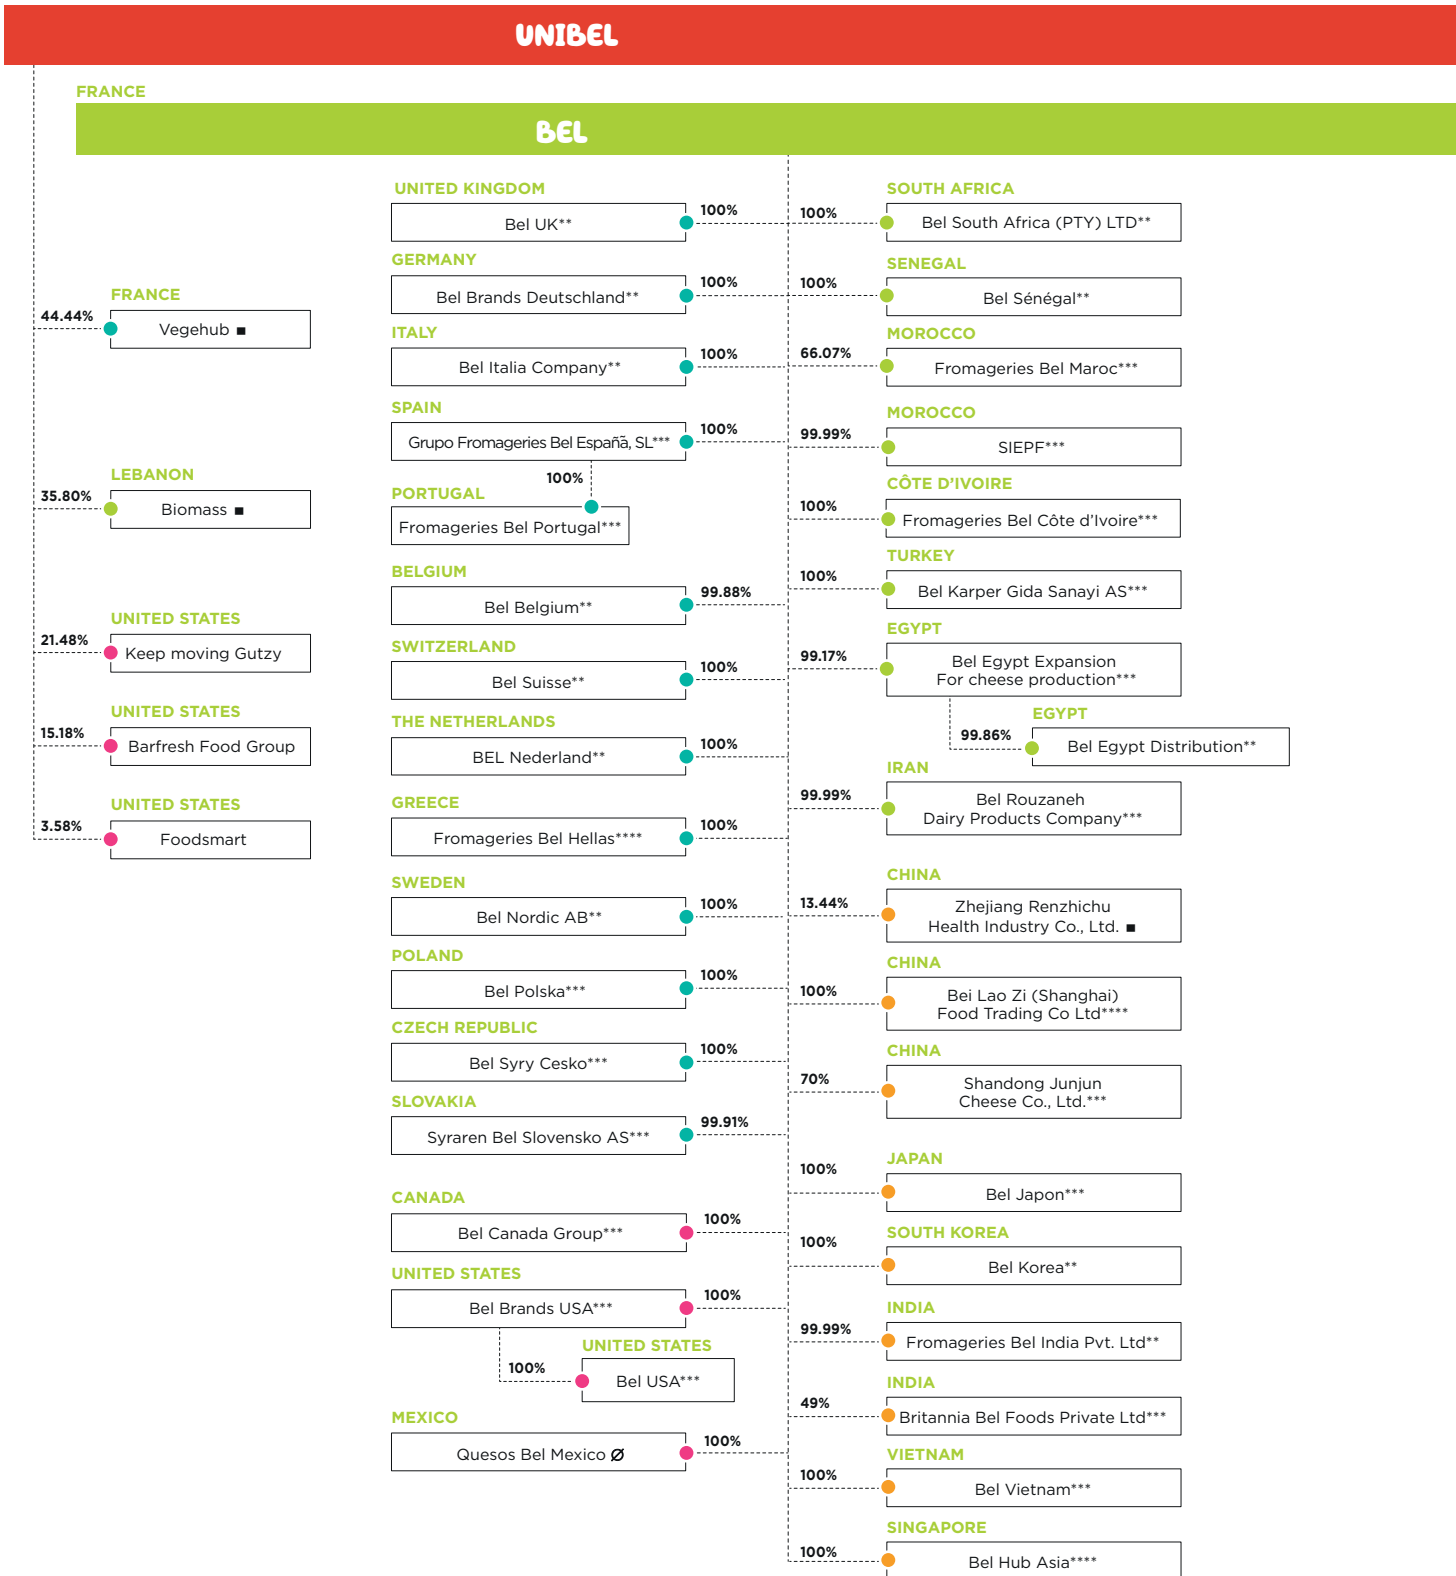 UNIBEL
FRANCE
BEL
44.44%
FRANCE
Vegehub ■
35.80%
LEBANON
Biomass ■
21.48%
UNITED STATES
Keep moving Gutzy
15.18%
UNITED STATES
Barfresh Food Group
3.58%
UNITED STATES
Foodsmart
UNITED KINGDOM
Bel UK**
100%
GERMANY
Bel Brands Deutschland**
100%
ITALY
Bel Italia Company**
100%
SPAIN
Grupo Fromageries Bel España, SL***
100%
100%
PORTUGAL
Fromageries Bel Portugal***
BELGIUM
Bel Belgium**
99.88%
SWITZERLAND
Bel Suisse**
100%
THE NETHERLANDS
BEL Nederland**
100%
GREECE
Fromageries Bel Hellas****
100%
SWEDEN
Bel Nordic AB**
100%
POLAND
Bel Polska***
100%
CZECH REPUBLIC
Bel Syry Cesko***
100%
SLOVAKIA
Syraren Bel Slovensko AS***
99.91%
CANADA
Bel Canada Group***
100%
UNITED STATES
Bel Brands USA***
100%
UNITED STATES
100%
Bel USA***
MEXICO
Quesos Bel Mexico Ø
100%
SOUTH AFRICA
100%
Bel South Africa (PTY) LTD**
SENEGAL
100%
Bel Sénégal**
MOROCCO
66.07%
Fromageries Bel Maroc***
MOROCCO
99.99%
SIEPF***
CÔTE D'IVOIRE
100%
Fromageries Bel Côte d'Ivoire***
TURKEY
100%
Bel Karper Gida Sanayi AS***
EGYPT
99.17%
Bel Egypt Expansion
For cheese production***
EGYPT
99.86%
Bel Egypt Distribution**
IRAN
99.99%
Bel Rouzaneh
Dairy Products Company***
CHINA
13.44%
Zhejiang Renzhichu
Health Industry Co., Ltd. ■
CHINA
100%
Bei Lao Zi (Shanghai)
Food Trading Co Ltd****
CHINA
70%
Shandong Junjun
Cheese Co., Ltd.***
JAPAN
100%
Bel Japon***
SOUTH KOREA
100%
Bel Korea**
INDIA
99.99%
Fromageries Bel India Pvt. Ltd**
INDIA
49%
Britannia Bel Foods Private Ltd***
VIETNAM
100%
Bel Vietnam***
SINGAPORE
100%
Bel Hub Asia****